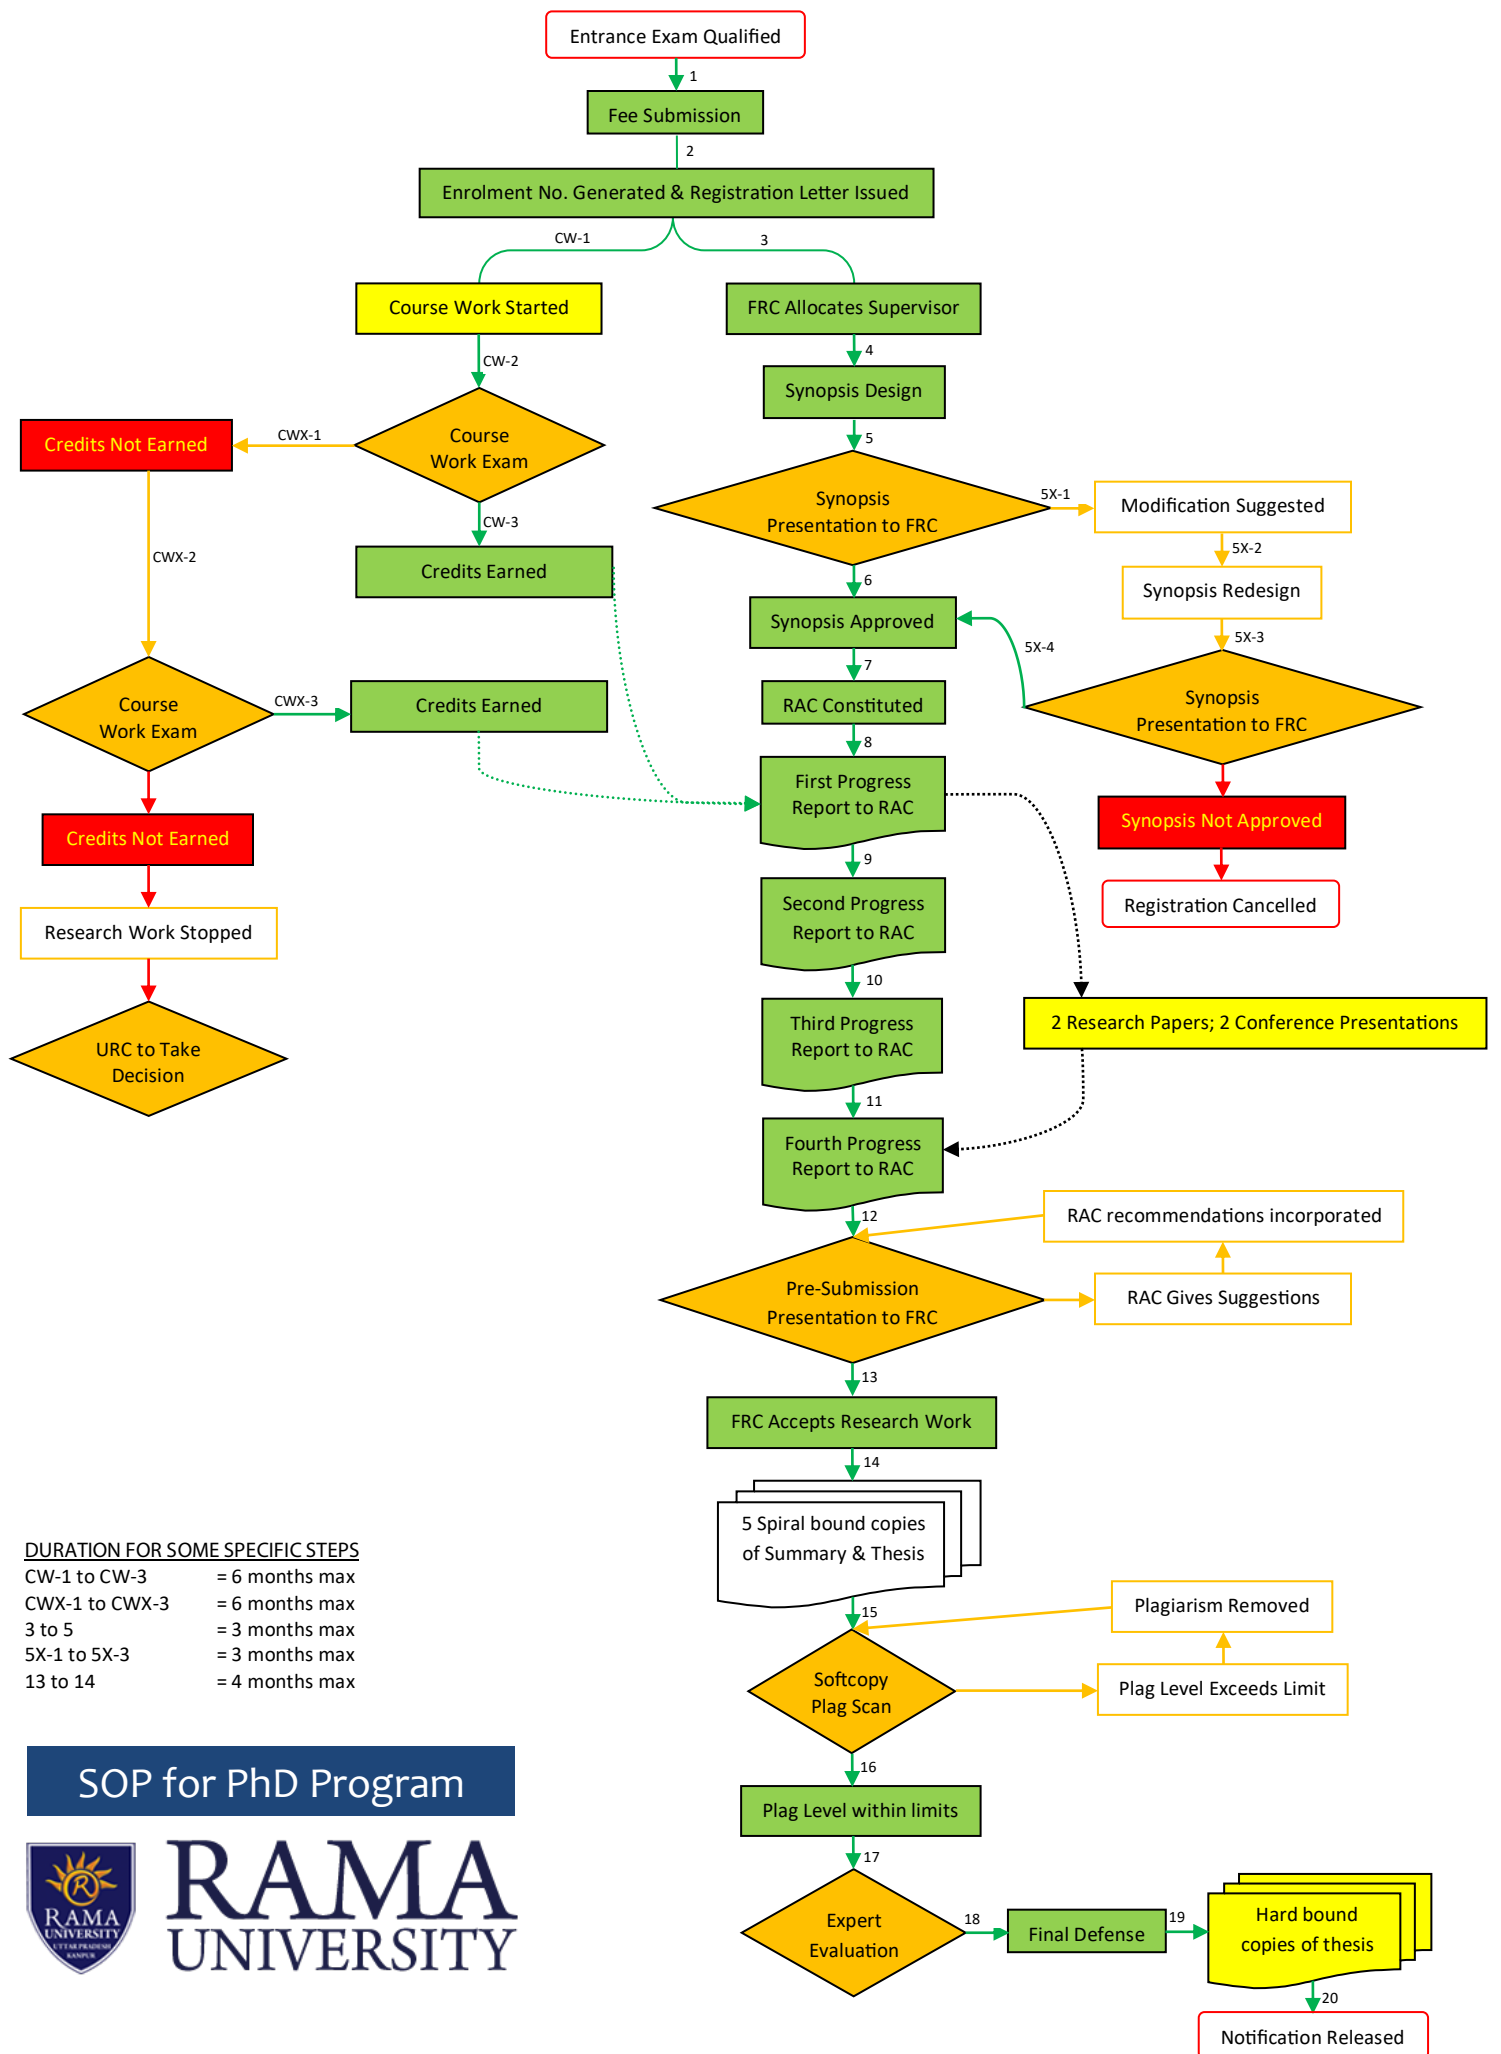 Entrance Exam Qualified
1
Fee Submission
2
Enrolment No. Generated & Registration Letter Issued
CW-1
3
Course Work Started
FRC Allocates Supervisor
CW-2
4
Synopsis Design
5
Credits Not Earned
CWX-1
Course
Work Exam
Synopsis
Presentation to FRC
5X-1
Modification Suggested
CW-3
5X-2
CWX-2
Credits Earned
6
Synopsis Redesign
Synopsis Approved
5X-3
5X-4
7
Course
Work Exam
CWX-3
Credits Earned
RAC Constituted
Synopsis
Presentation to FRC
8
First Progress
Report to RAC
Credits Not Earned
Synopsis Not Approved
9
Second Progress
Report to RAC
Registration Cancelled
Research Work Stopped
10
Third Progress
Report to RAC
2 Research Papers; 2 Conference Presentations
URC to Take
Decision
11
Fourth Progress
Report to RAC
12
RAC recommendations incorporated
Pre-Submission
Presentation to FRC
RAC Gives Suggestions
13
FRC Accepts Research Work
14
5 Spiral bound copies
of Summary & Thesis
15
Plagiarism Removed
Softcopy
Plag Scan
Plag Level Exceeds Limit
16
Plag Level within limits
17
Expert
Evaluation
18
Final Defense
19
Hard bound
copies of thesis
20
Notification Released
DURATION FOR SOME SPECIFIC STEPS
CW-1 to CW-3 = 6 months max
CWX-1 to CWX-3 = 6 months max
3 to 5 = 3 months max
5X-1 to 5X-3 = 3 months max
13 to 14 = 4 months max
SOP for PhD Program
R
RAMA
UNIVERSITY
UTTAR PRADESH
KANPUR
RAMA
UNIVERSITY